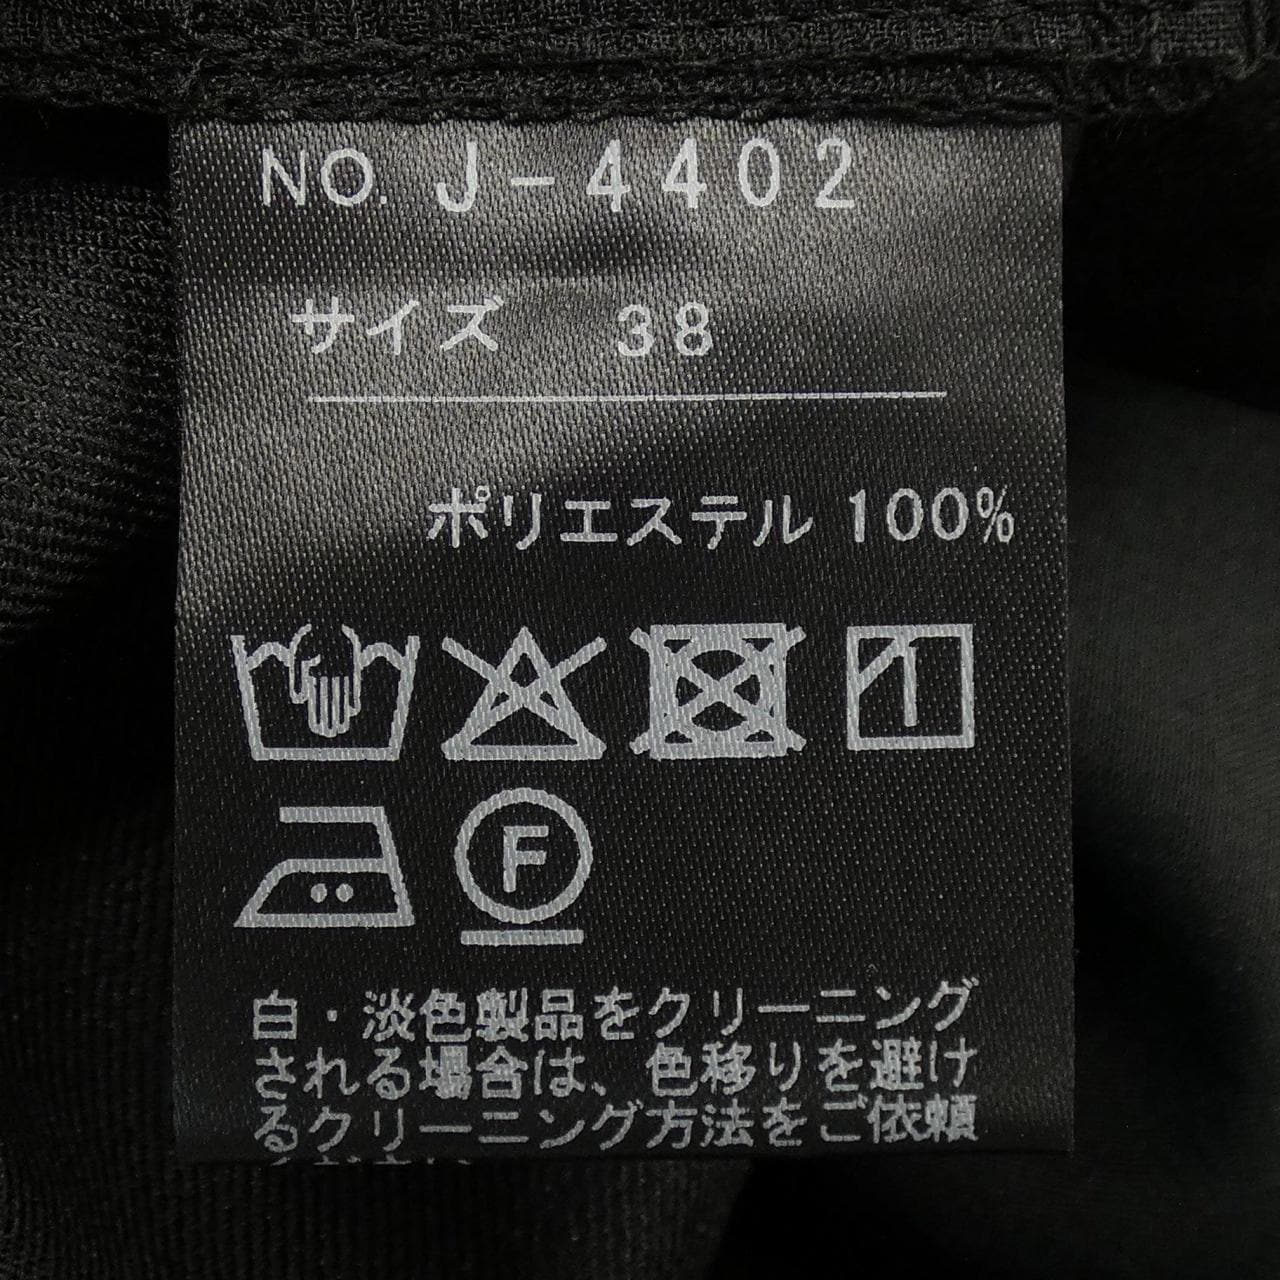 NO. J-4402
サイズ 38
ポリエステル 100%
F
白・淡色製品をクリーニング
される場合は、色移りを避け
るクリーニング方法をご依頼